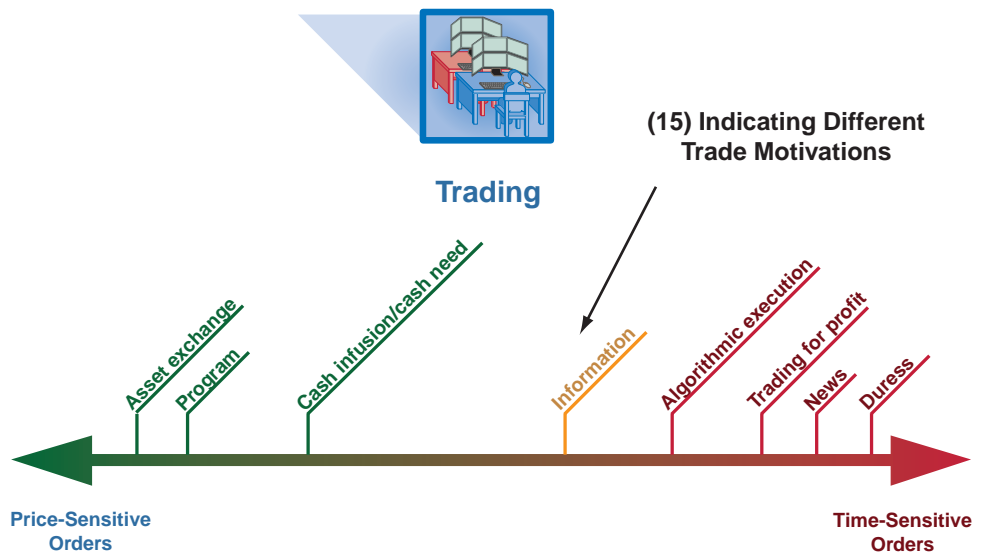 (15) Indicating Different
Trade Motivations
Trading
Asset exchange
Program
Cash infusion/cash need
Information
Algorithmic execution
Trading for profit
News
Duress
Price-Sensitive
Orders
Time-Sensitive
Orders